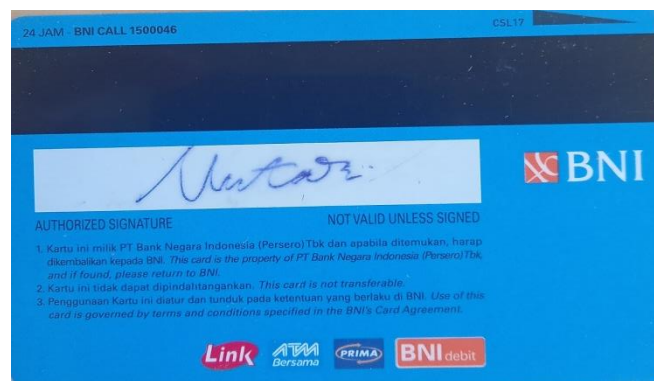 24 JAM - BNI CALL 1500046
CSL17
AUTHORIZED SIGNATURE
NOT VALID UNLESS SIGNED
BNI
1. Kartu ini milik PT Bank Negara Indonesia (Persero) Tbk dan apabila ditemukan, harap
dikembalikan kepada BNI. This card is the property of PT Bank Negara Indonesia (Persero) Tbk,
and if found, please return to BNI.
2. Kartu ini tidak dapat dipindahtangankan. This card is not transferable.
3. Penggunaan Kartu ini diatur dan tunduk pada ketentuan yang berlaku di BNI. Use of this
card is governed by terms and conditions specified in the BNI's Card Agreement.
Link
ATM
Bersama
PRIMA
BNI debit